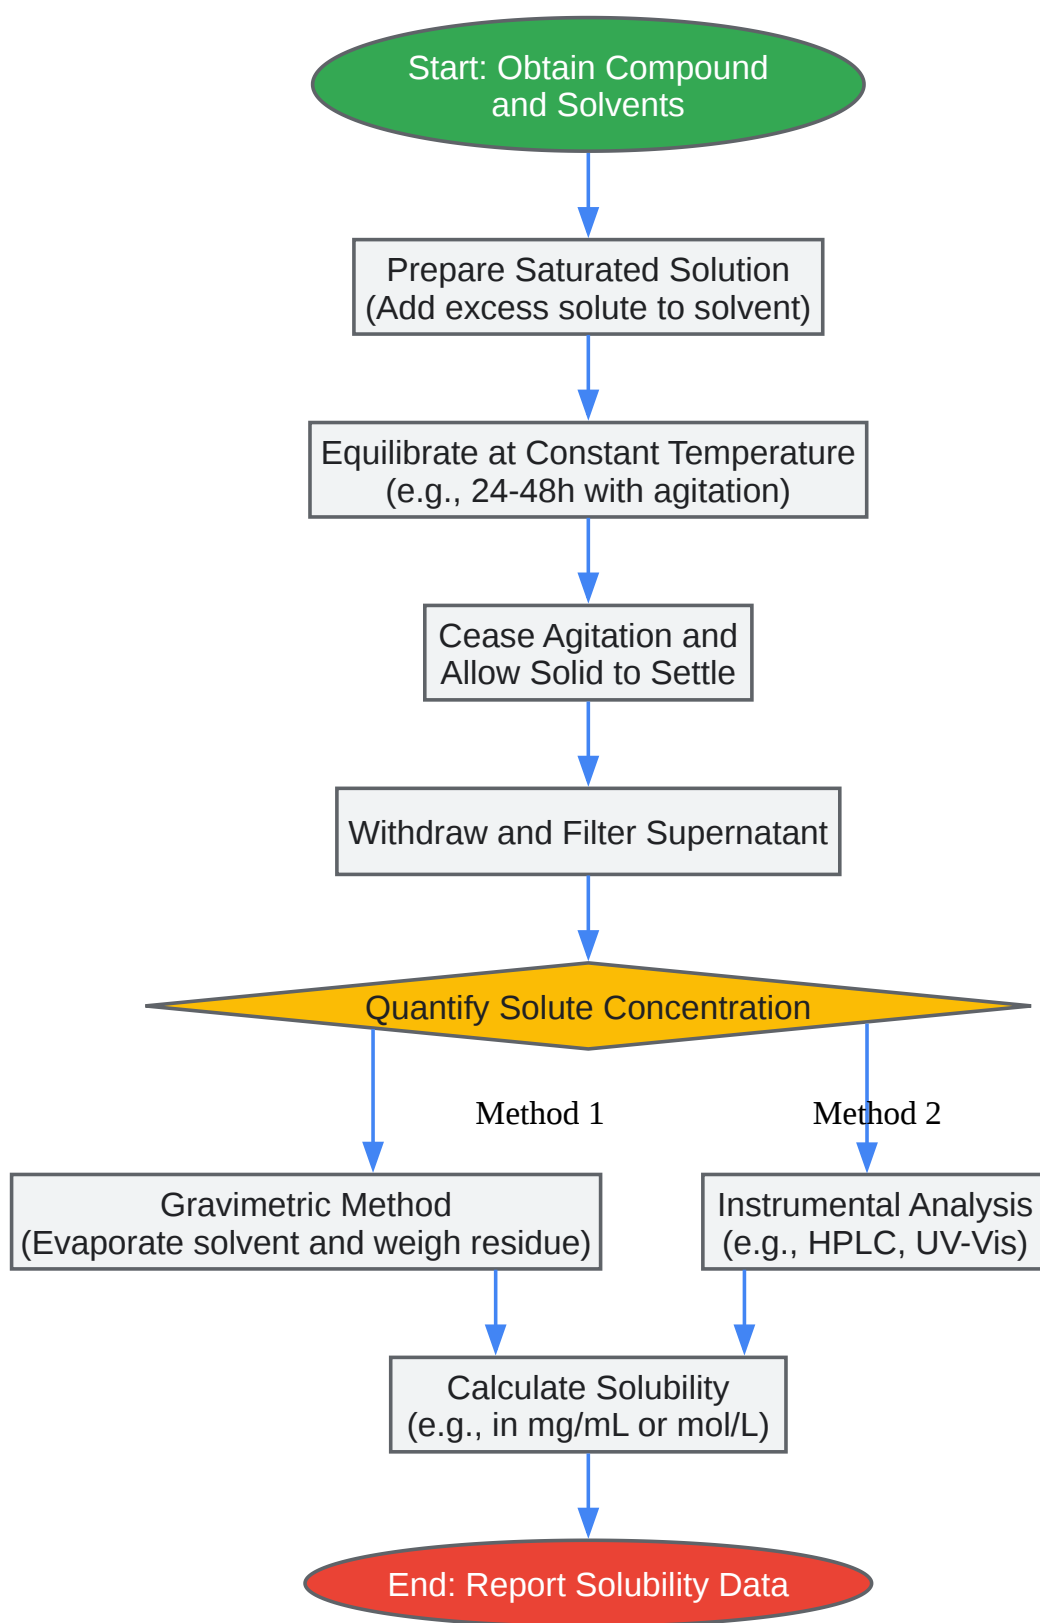 Start: Obtain Compound
and Solvents
Prepare Saturated Solution
(Add excess solute to solvent)
Equilibrate at Constant Temperature
(e.g., 24-48h with agitation)
Cease Agitation and
Allow Solid to Settle
Withdraw and Filter Supernatant
Quantify Solute Concentration
Method 1
Method 2
Gravimetric Method
(Evaporate solvent and weigh residue)
Instrumental Analysis
(e.g., HPLC, UV-Vis)
Calculate Solubility
(e.g., in mg/mL or mol/L)
End: Report Solubility Data